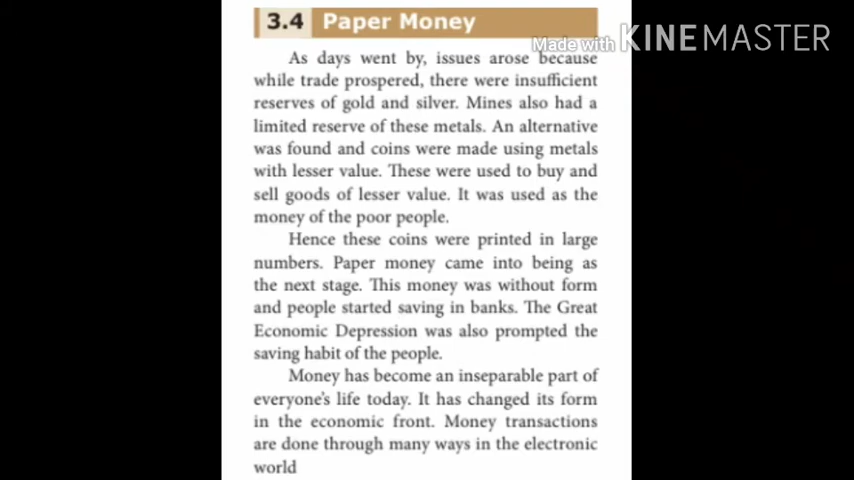 3.4 Paper Money
Made with KINEMASTER
As days went by, issues arose because
while trade prospered, there were insufficient
reserves of gold and silver. Mines also had a
limited reserve of these metals. An alternative
was found and coins were made using metals
with lesser value. These were used to buy and
sell goods of lesser value. It was used as the
money of the poor people.
Hence these coins were printed in large
numbers. Paper money came into being as
the next stage. This money was without form
and people started saving in banks. The Great
Economic Depression was also prompted the
saving habit of the people.
Money has become an inseparable part of
everyone's life today. It has changed its form
in the economic front. Money transactions
are done through many ways in the electronic
world